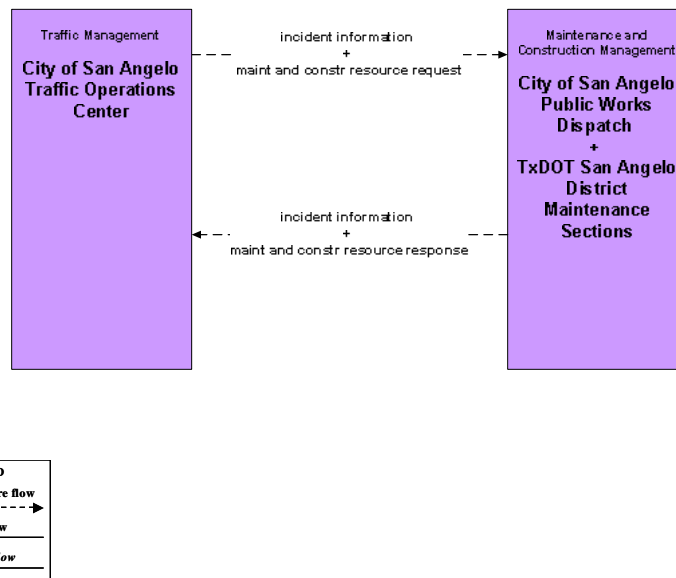 Traffic Management
City of San Angelo
Traffic Operations
Center
incident information
+
maint and constr resource request
Maintenance and
Construction Management
City of San Angelo
Public Works
Dispatch
+
TxDOT San Angelo
District
Maintenance
Sections
incident information
+
maint and constr resource response
flow